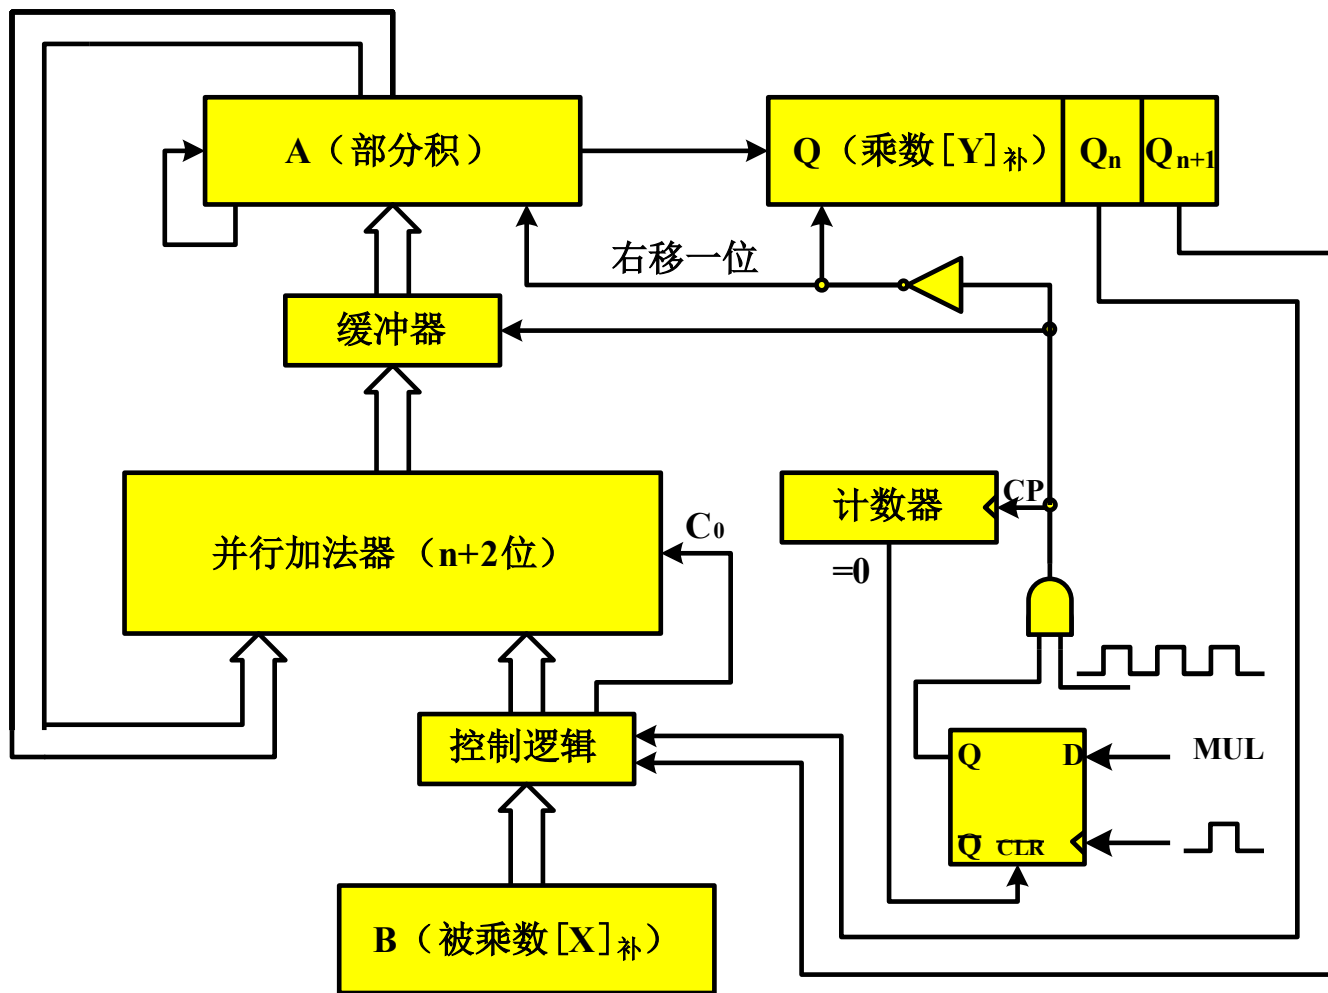 A（部分积）
Q（乘数[Y]补）
Qn
Qn+1
右移一位
缓冲器
计数器
CP
=0
并行加法器（n+2位）
C0
控制逻辑
Q
D
MUL
Q̅
C̅L̅R̅
B（被乘数[X]补）